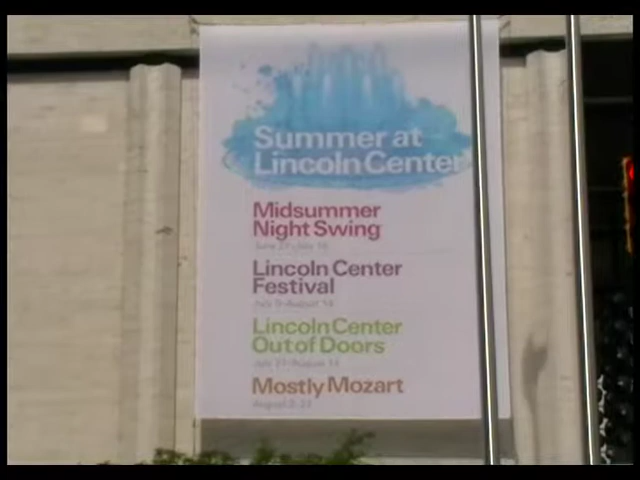 Summer at
Lincoln Center
Midsummer
Night Swing
Lincoln Center
Festival
Lincoln Center
Out of Doors
Mostly Mozart